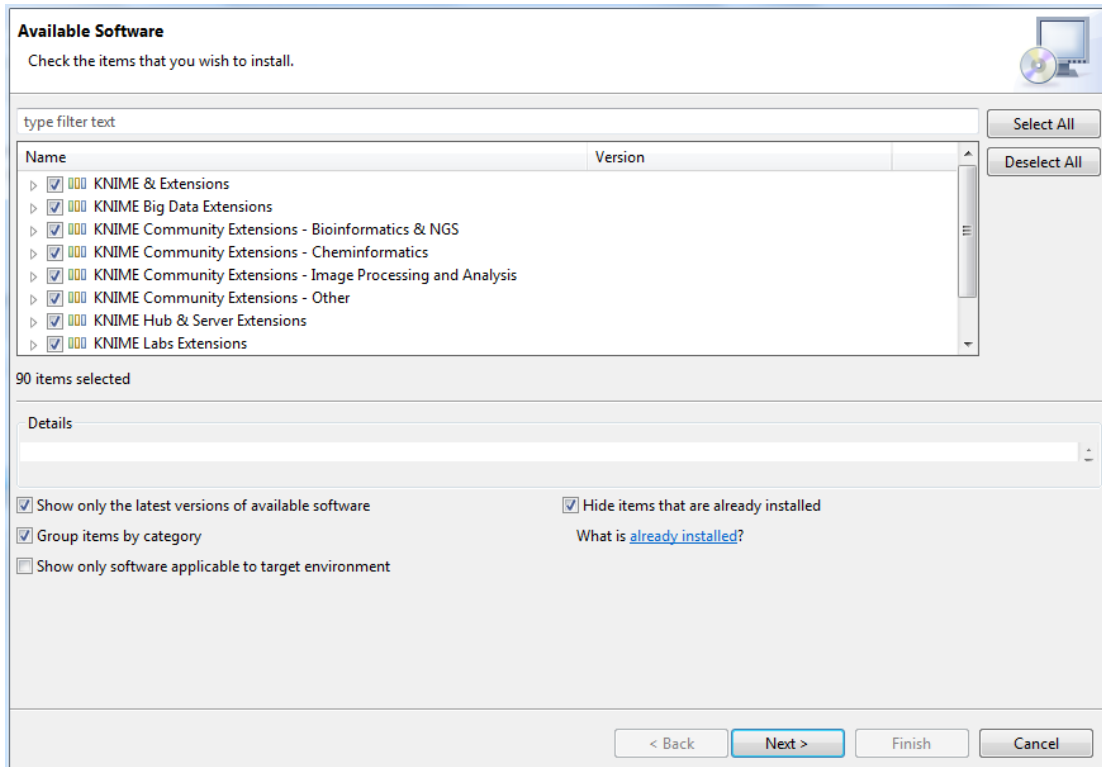 Available Software
Check the items that you wish to install.
type filter text
Select All
Name Version
Deselect All
KNIME & Extensions
KNIME Big Data Extensions
KNIME Community Extensions - Bioinformatics & NGS
KNIME Community Extensions - Cheminformatics
KNIME Community Extensions - Image Processing and Analysis
KNIME Community Extensions - Other
KNIME Hub & Server Extensions
KNIME Labs Extensions
90 items selected
Details
Show only the latest versions of available software Hide items that are already installed
Group items by category What is already installed?
Show only software applicable to target environment
< Back Next > Finish Cancel